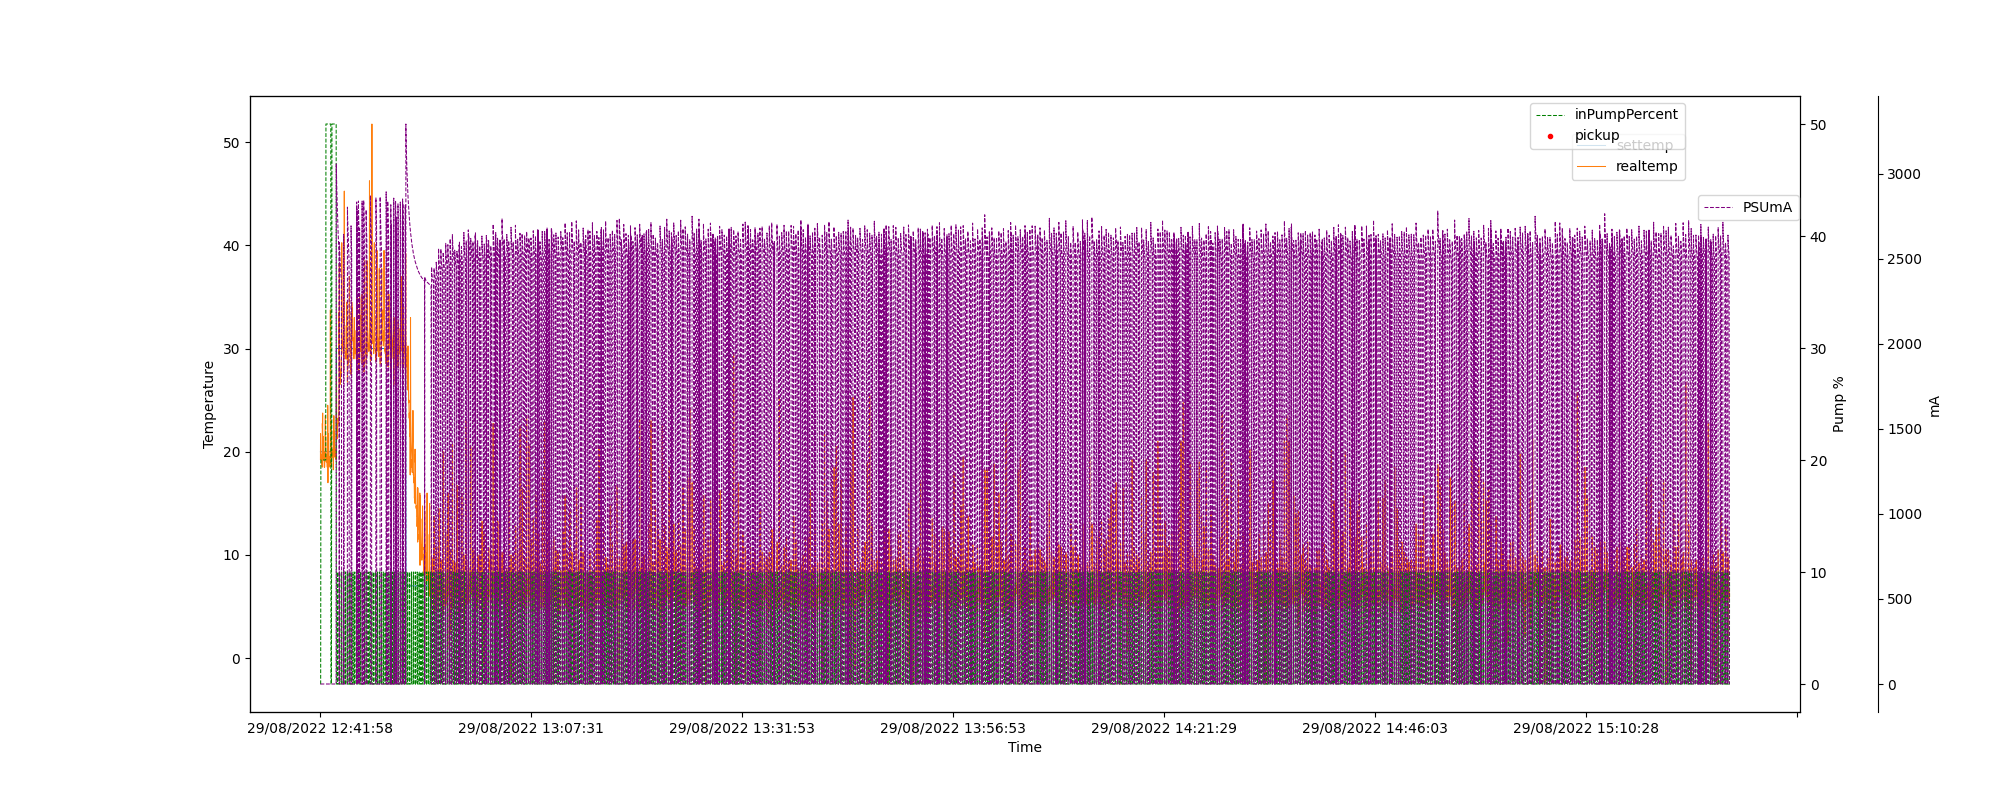 inPumpPercent
pickup
settemp
realtemp
PSUmA
50
40
30
20
10
0
Temperature
50
40
30
20
10
0
Pump %
3000
2500
2000
1500
1000
500
0
mA
29/08/2022 12:41:58
29/08/2022 13:07:31
29/08/2022 13:31:53
29/08/2022 13:56:53
29/08/2022 14:21:29
29/08/2022 14:46:03
29/08/2022 15:10:28
Time